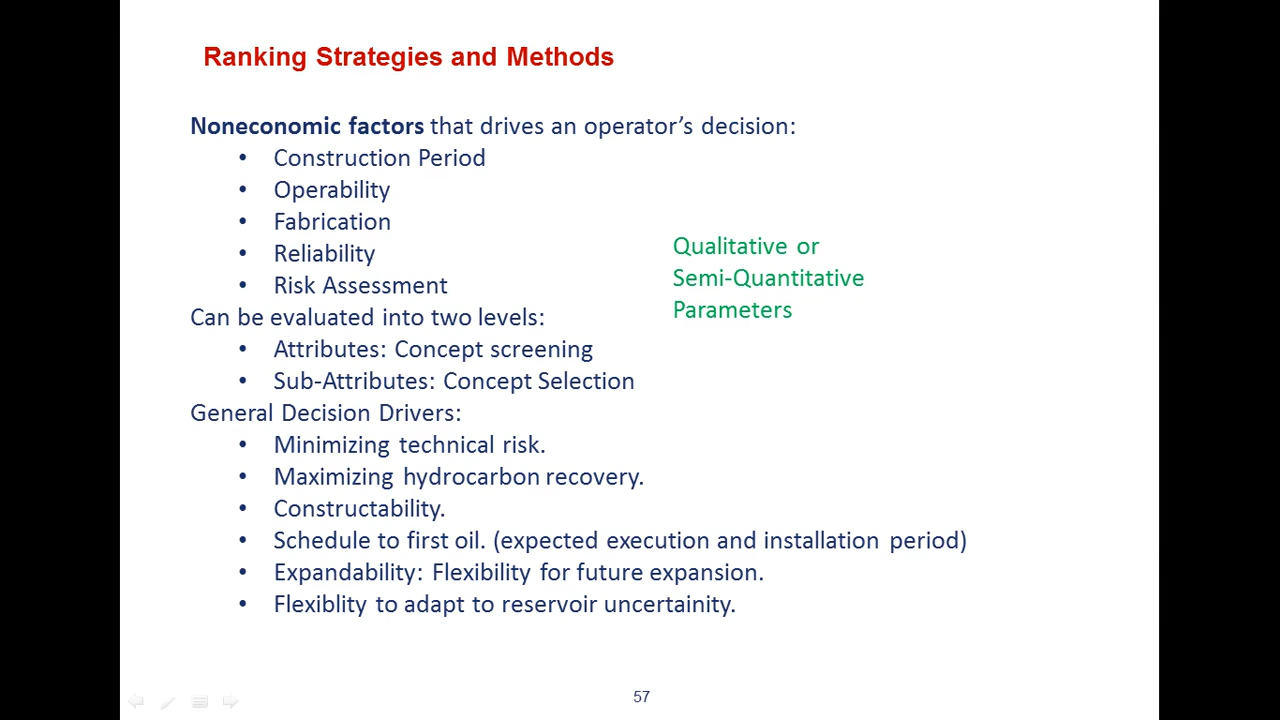 Ranking Strategies and Methods
Noneconomic factors that drives an operator’s decision:
• Construction Period
• Operability
• Fabrication
• Reliability
• Risk Assessment
Qualitative or
Semi-Quantitative
Parameters
Can be evaluated into two levels:
• Attributes: Concept screening
• Sub-Attributes: Concept Selection
General Decision Drivers:
• Minimizing technical risk.
• Maximizing hydrocarbon recovery.
• Constructability.
• Schedule to first oil. (expected execution and installation period)
• Expandability: Flexibility for future expansion.
• Flexiblity to adapt to reservoir uncertainity.
57